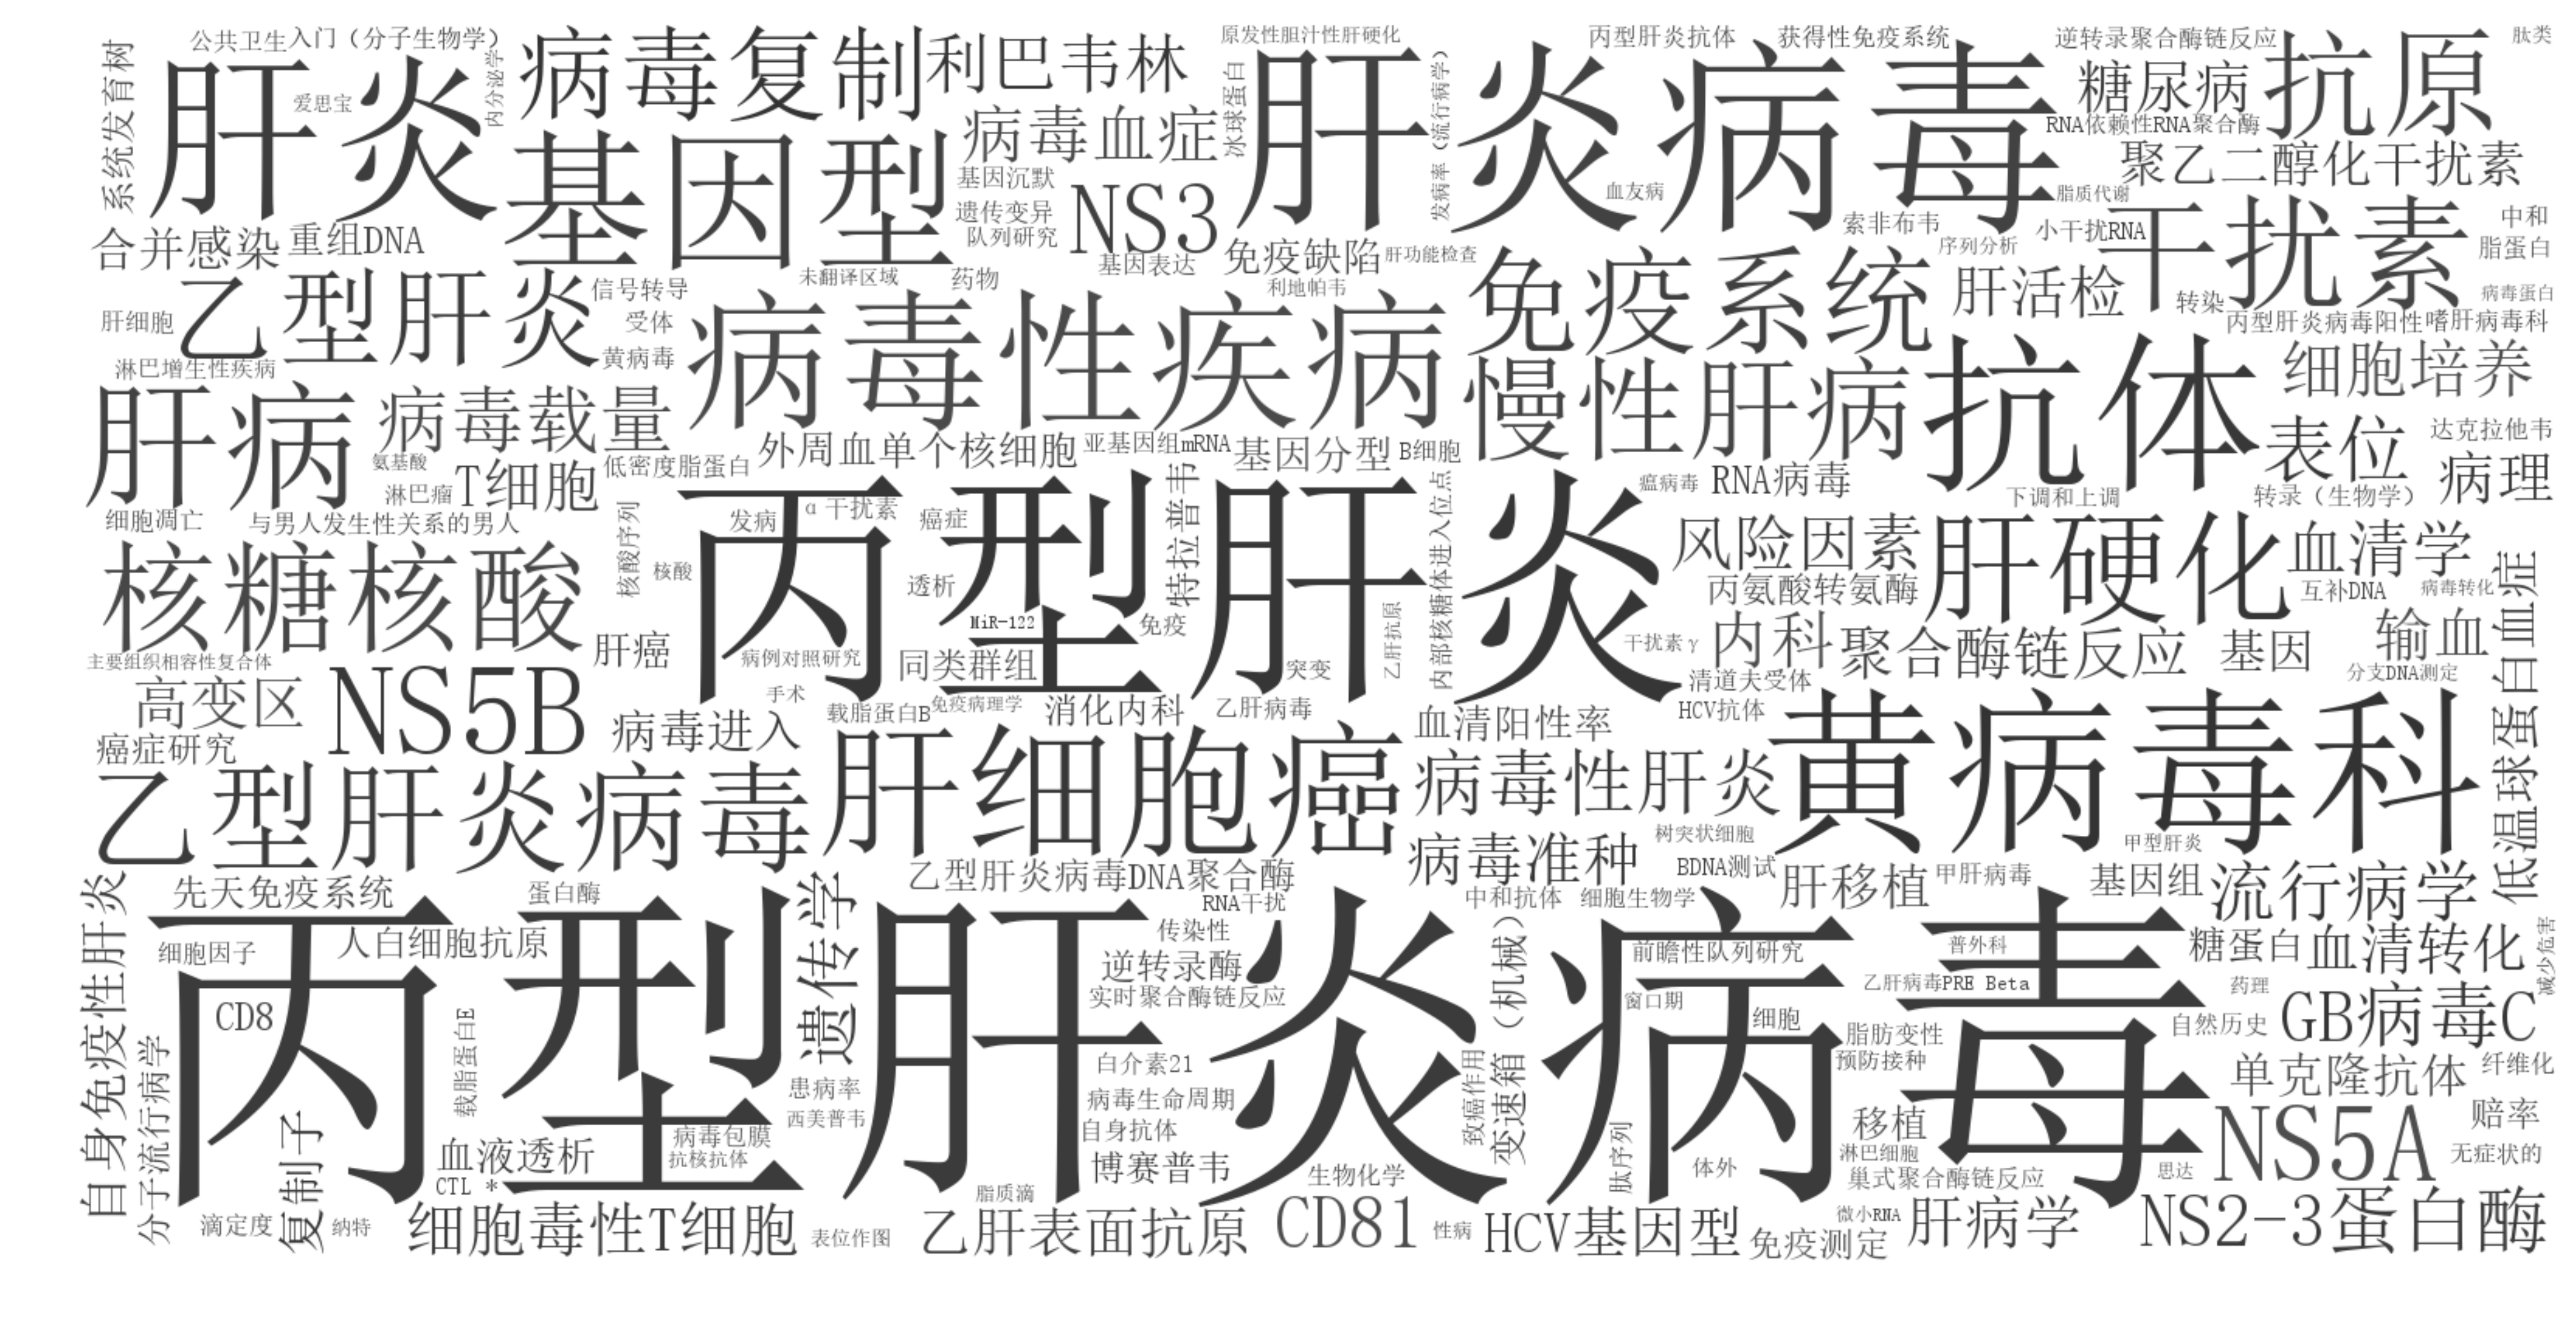 系统发育树
公共卫生
入门（分子生物学）
肝炎
爱思宝
内分泌学
病毒复制
利巴韦林
原发性胆汁性肝硬化
冰球蛋白
肝炎病毒
发病率（流行病学）
丙型肝炎抗体
获得性免疫系统
逆转录聚合酶链反应
糖尿病
抗原
肽类
RNA依赖性RNA聚合酶
聚乙二醇化干扰素
病毒血症
基因型
基因沉默
遗传变异
队列研究
NS3
血友病
脂质代谢
索非布韦
小干扰RNA
干扰素
中和
脂蛋白
合并感染
重组DNA
基因表达
免疫缺陷
肝功能检查
免疫系统
序列分析
肝活检
转染
病毒蛋白
乙型肝炎
信号转导
未翻译区域
药物
利地帕韦
肝细胞
受体
黄病毒
病毒性疾病
丙型肝炎病毒阳性
嗜肝病毒科
淋巴增生性疾病
慢性肝病
抗体
细胞培养
肝病
病毒载量
外周血单个核细胞
亚基因组mRNA
基因分型
B细胞
表位
达克拉他韦
氨基酸
低密度脂蛋白
淋巴瘤
T细胞
瘟病毒
RNA病毒
下调和上调
转录（生物学）
病理
细胞凋亡
与男人发生性关系的男人
核酸序列
丙型肝炎
发病
α干扰素
癌症
特拉普韦
内部核糖体进入位点
风险因素
肝硬化
血清学
核糖核酸
核酸
透析
丙氨酸转氨酶
互补DNA
病毒转化
低温球蛋白血症
MiR-122
免疫
乙肝抗原
干扰素γ
内科
聚合酶链反应
基因
输血
肝癌
主要组织相容性复合体
病例对照研究
同类群组
突变
清道夫受体
分支DNA测定
高变区
NS5B
手术
载脂蛋白B
免疫病理学
消化内科
乙肝病毒
血清阳性率
HCV抗体
黄病毒科
癌症研究
病毒进入
乙型肝炎病毒
肝细胞癌
病毒性肝炎
树突状细胞
甲型肝炎
病毒准种
BDNA测试
肝移植
甲肝病毒
基因组
流行病学
自身免疫性肝炎
先天免疫系统
蛋白酶
遗传学
乙型肝炎病毒DNA聚合酶
RNA干扰
中和抗体
细胞生物学
丙型肝炎病毒
细胞因子
人白细胞抗原
传染性
变速箱（机械）
前瞻性队列研究
普外科
糖蛋白
血清转化
减少危害
逆转录酶
实时聚合酶链反应
窗口期
乙肝病毒PRE Beta
药理
CD8
载脂蛋白E
细胞
脂肪变性
自然历史
GB病毒C
分子流行病学
白介素21
致癌作用
预防接种
单克隆抗体
纤维化
患病率
病毒生命周期
西美普韦
复制子
病毒包膜
自身抗体
肽序列
移植
NS5A
赔率
血液透析
抗核抗体
博赛普韦
淋巴细胞
无症状的
CTL *
生物化学
体外
巢式聚合酶链反应
思达
脂质滴
滴定度
纳特
细胞毒性T细胞
表位作图
乙肝表面抗原
CD81
性病
HCV基因型
免疫测定
微小RNA
肝病学
NS2-3蛋白酶